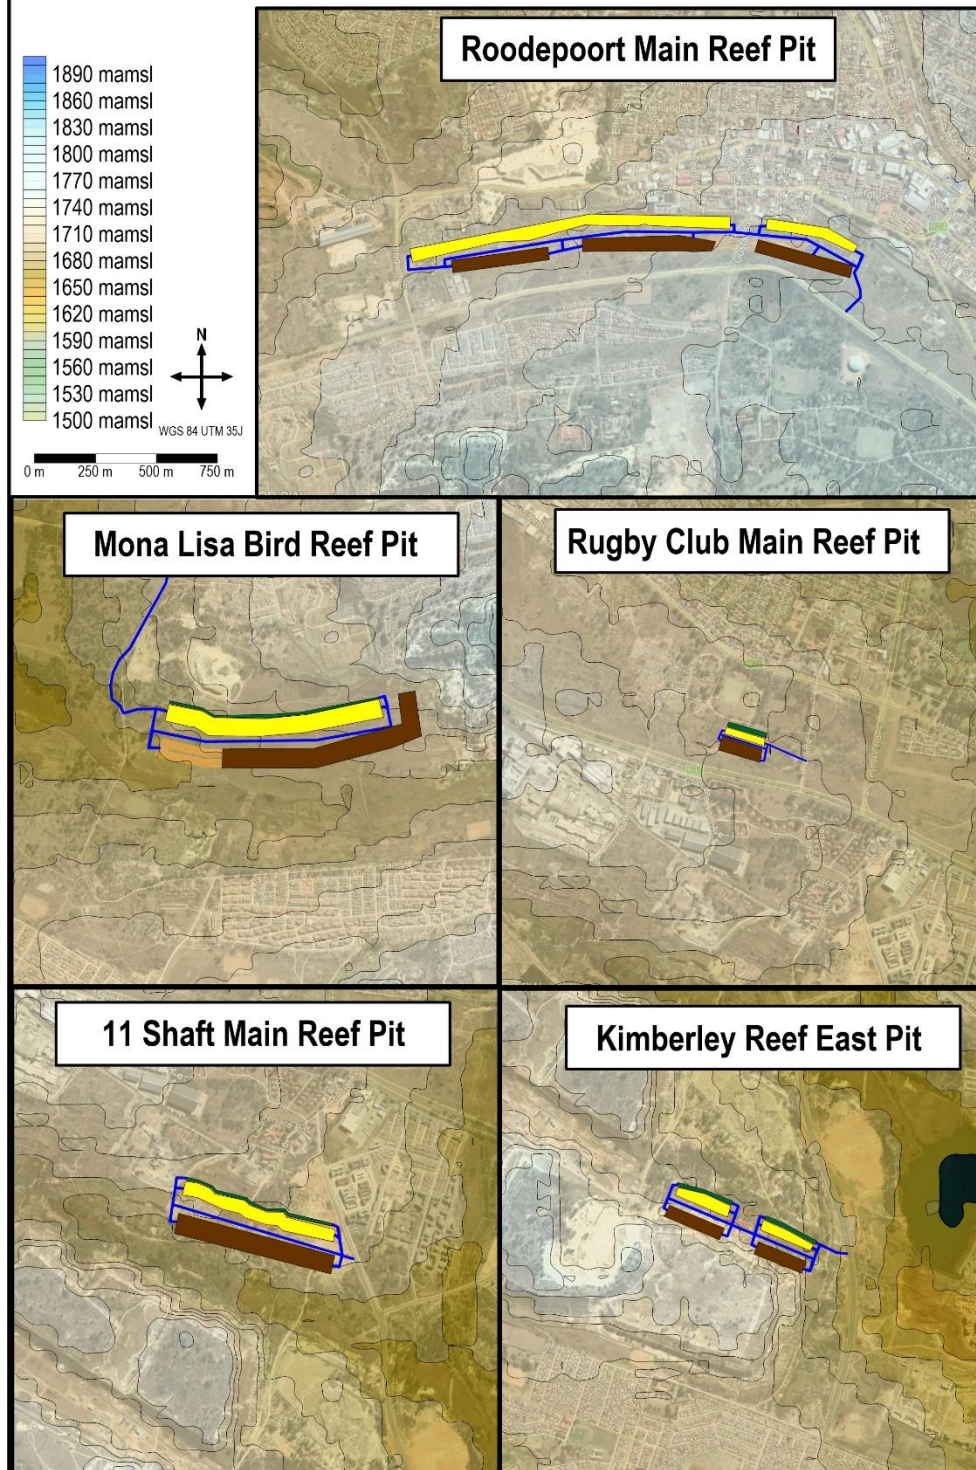 Roodepoort Main Reef Pit
1890 mamsl
1860 mamsl
1830 mamsl
1800 mamsl
1770 mamsl
1740 mamsl
1710 mamsl
1680 mamsl
1650 mamsl
1620 mamsl
1590 mamsl
1560 mamsl
1530 mamsl
1500 mamsl
N
WGS 84 UTM 35J
0 m 250 m 500 m 750 m
Mona Lisa Bird Reef Pit
Rugby Club Main Reef Pit
11 Shaft Main Reef Pit
Kimberley Reef East Pit